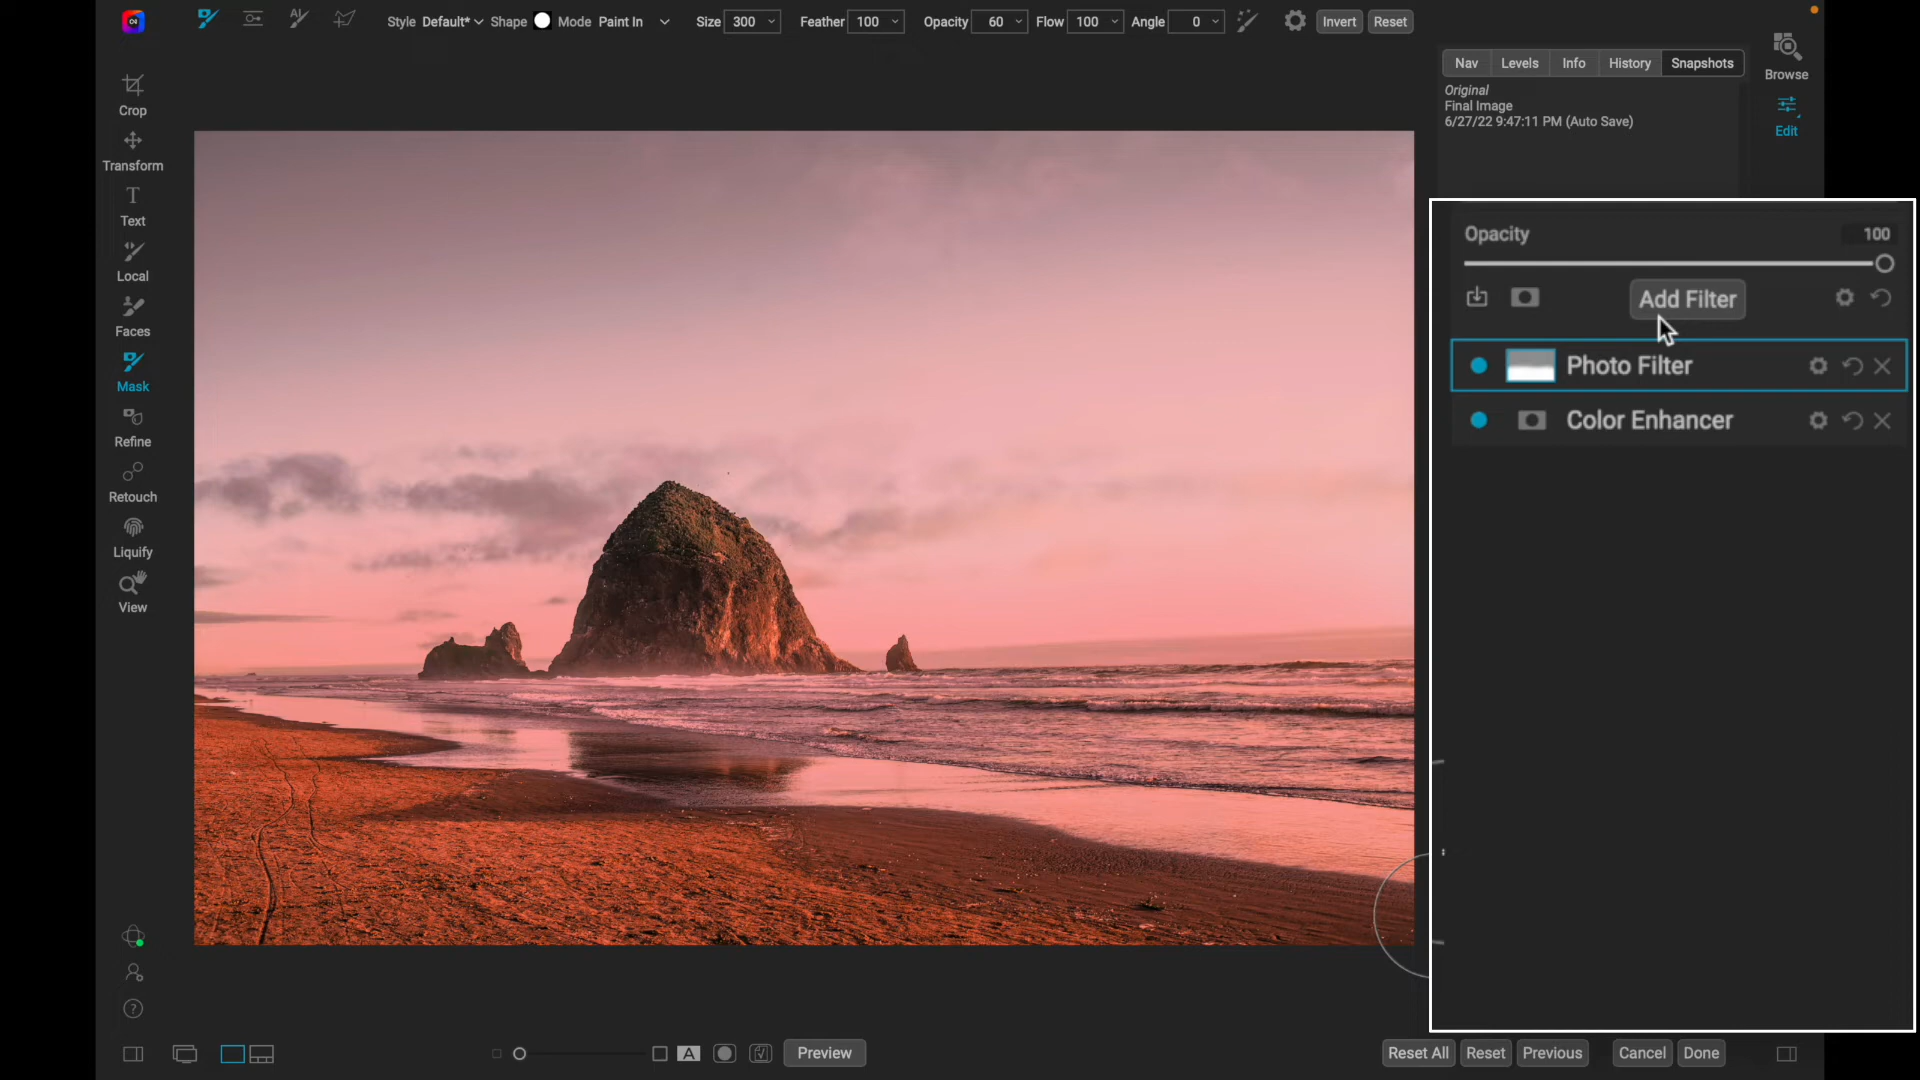 Style Default* Shape Mode Paint In Size 300 Feather 100 Opacity 60 Flow 100 Angle 0 Invert Reset
Nav Levels Info History Snapshots
Original
Final Image
6/27/22 9:47:11 PM (Auto Save)
Browse
Edit
Crop
Transform
Text
Local
Faces
Mask
Refine
Retouch
Liquify
View
Opacity 100
Add Filter
Photo Filter
Color Enhancer
A Preview
Reset All Reset Previous Cancel Done